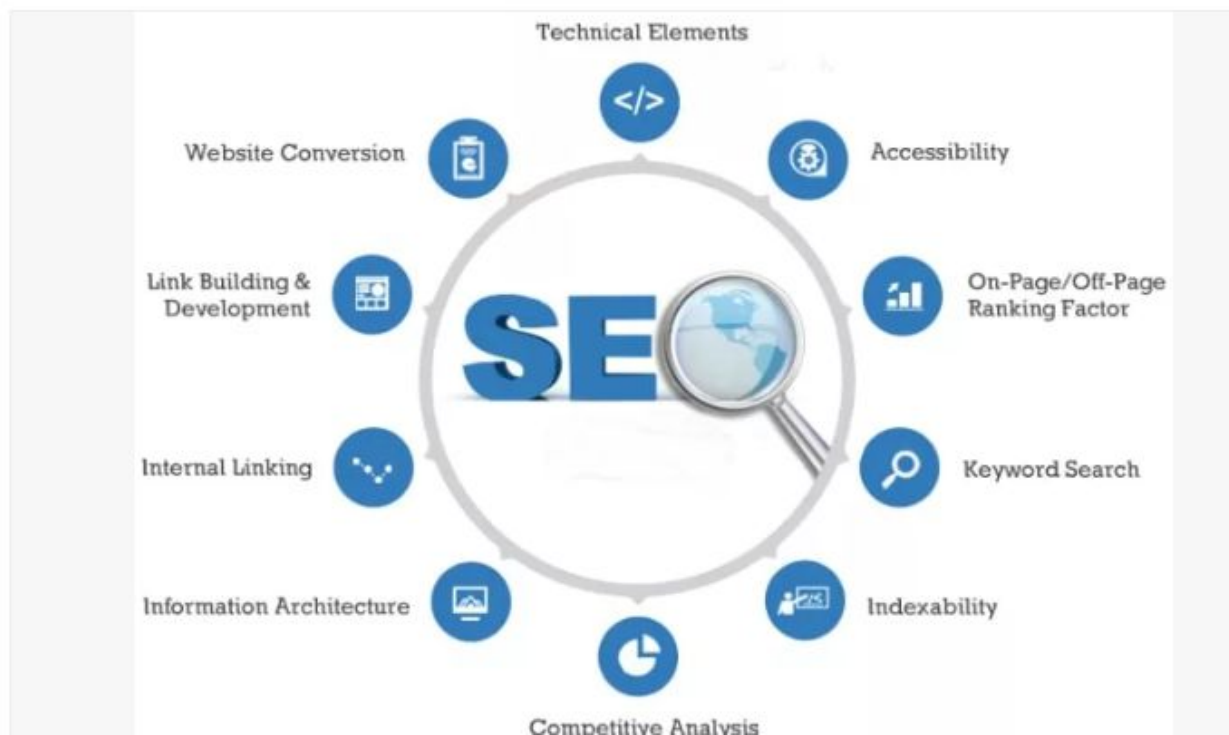 Technical Elements
Website Conversion
Accessibility
Link Building &
Development
On-Page/Off-Page
Ranking Factor
SEO
Internal Linking
Keyword Search
Information Architecture
Indexability
Competitive Analysis